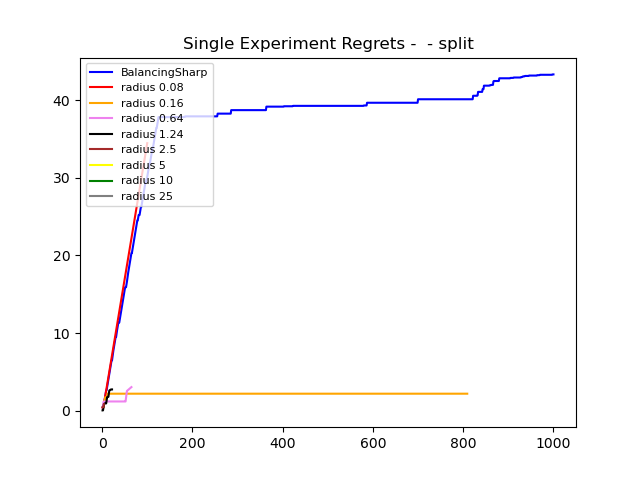 Single Experiment Regrets -  - split
BalancingSharp
radius 0.08
radius 0.16
radius 0.64
radius 1.24
radius 2.5
radius 5
radius 10
radius 25
40
30
20
10
0
0 200 400 600 800 1000